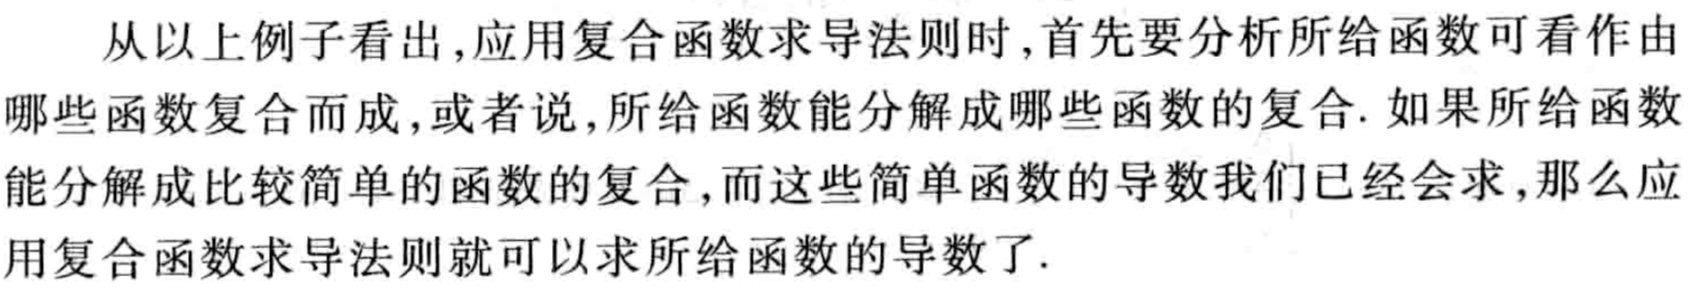 从以上例子看出,应用复合函数求导法则时,首先要分析所给函数可看作由
哪些函数复合而成,或者说,所给函数能分解成哪些函数的复合. 如果所给函数
能分解成比较简单的函数的复合,而这些简单函数的导数我们已经会求,那么应
用复合函数求导法则就可以求所给函数的导数了.